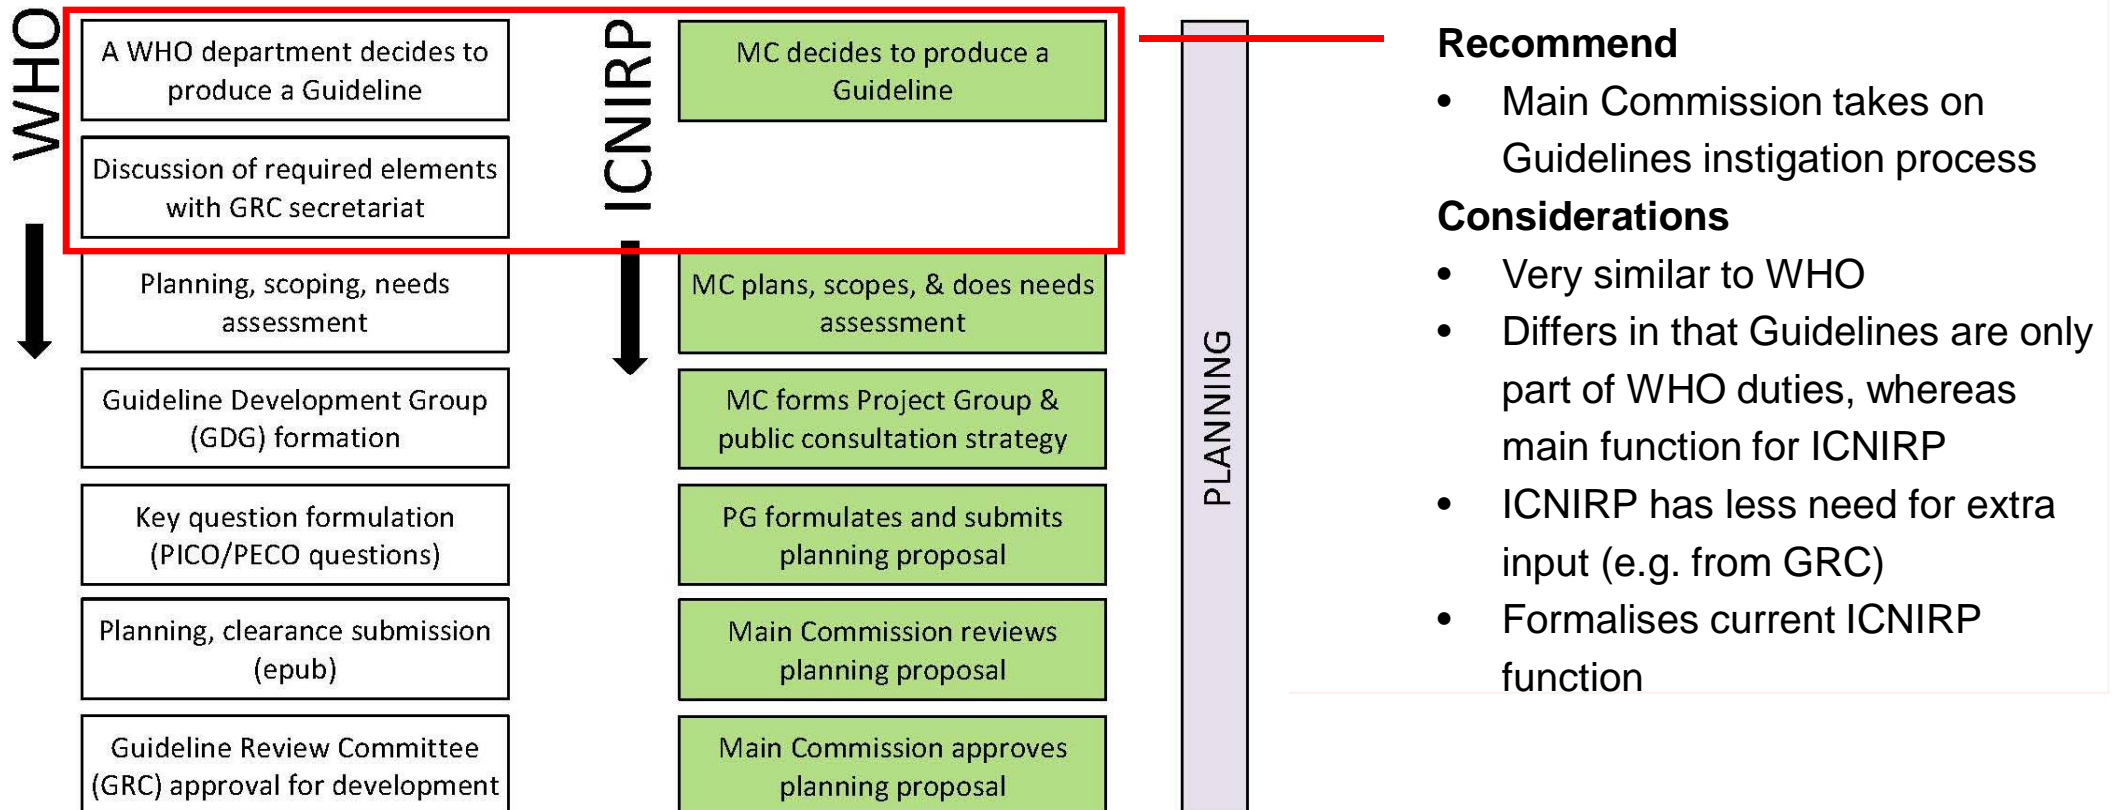 WHO
A WHO department decides to
produce a Guideline
Discussion of required elements
with GRC secretariat
Planning, scoping, needs
assessment
Guideline Development Group
(GDG) formation
Key question formulation
(PICO/PECO questions)
Planning, clearance submission
(epub)
Guideline Review Committee
(GRC) approval for development
ICNIRP
MC decides to produce a
Guideline
MC plans, scopes, & does needs
assessment
MC forms Project Group &
public consultation strategy
PG formulates and submits
planning proposal
Main Commission reviews
planning proposal
Main Commission approves
planning proposal
PLANNING
Recommend
• Main Commission takes on
Guidelines instigation process
Considerations
• Very similar to WHO
• Differs in that Guidelines are only
part of WHO duties, whereas
main function for ICNIRP
• ICNIRP has less need for extra
input (e.g. from GRC)
• Formalises current ICNIRP
function